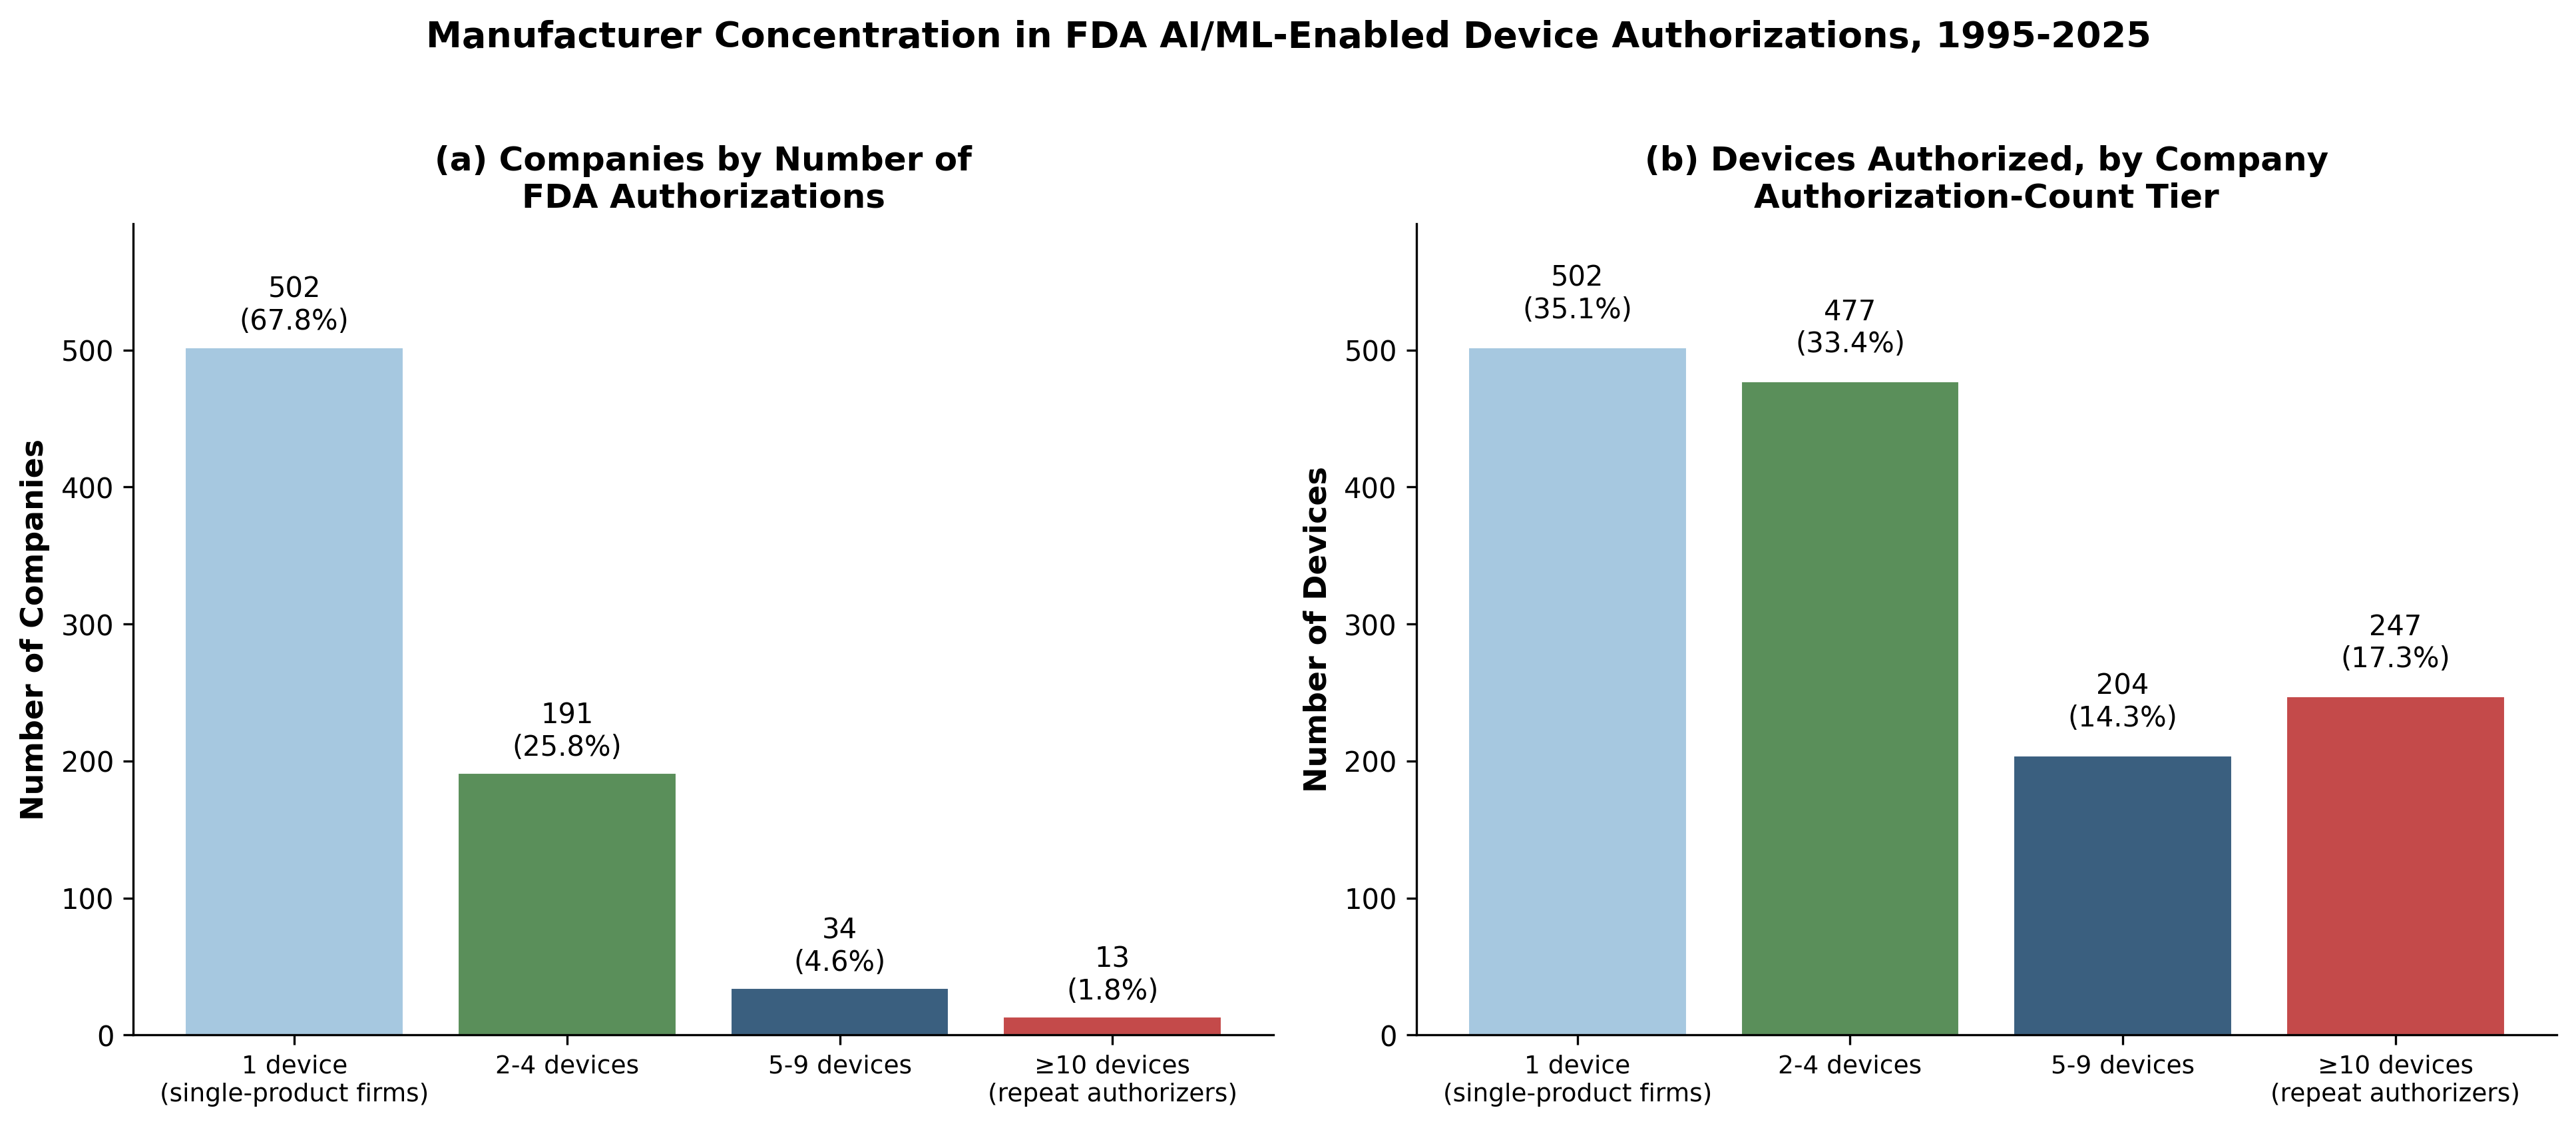 Manufacturer Concentration in FDA AI/ML-Enabled Device Authorizations, 1995-2025
(a) Companies by Number of
FDA Authorizations
Number of Companies
500
400
300
200
100
0
502
(67.8%)
191
(25.8%)
34
(4.6%)
13
(1.8%)
1 device
(single-product firms)
2-4 devices
5-9 devices
≥10 devices
(repeat authorizers)
(b) Devices Authorized, by Company
Authorization-Count Tier
Number of Devices
500
400
300
200
100
0
502
(35.1%)
477
(33.4%)
204
(14.3%)
247
(17.3%)
1 device
(single-product firms)
2-4 devices
5-9 devices
≥10 devices
(repeat authorizers)